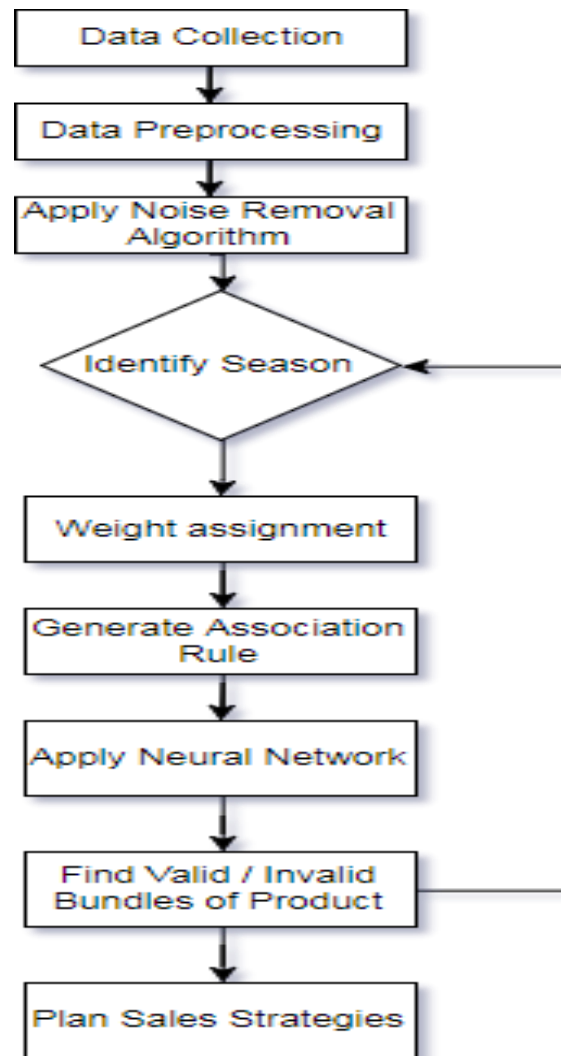 Data Collection
Data Preprocessing
Apply Noise Removal
Algorithm
Identify Season
Weight assignment
Generate Association
Rule
Apply Neural Network
Find Valid / Invalid
Bundles of Product
Plan Sales Strategies